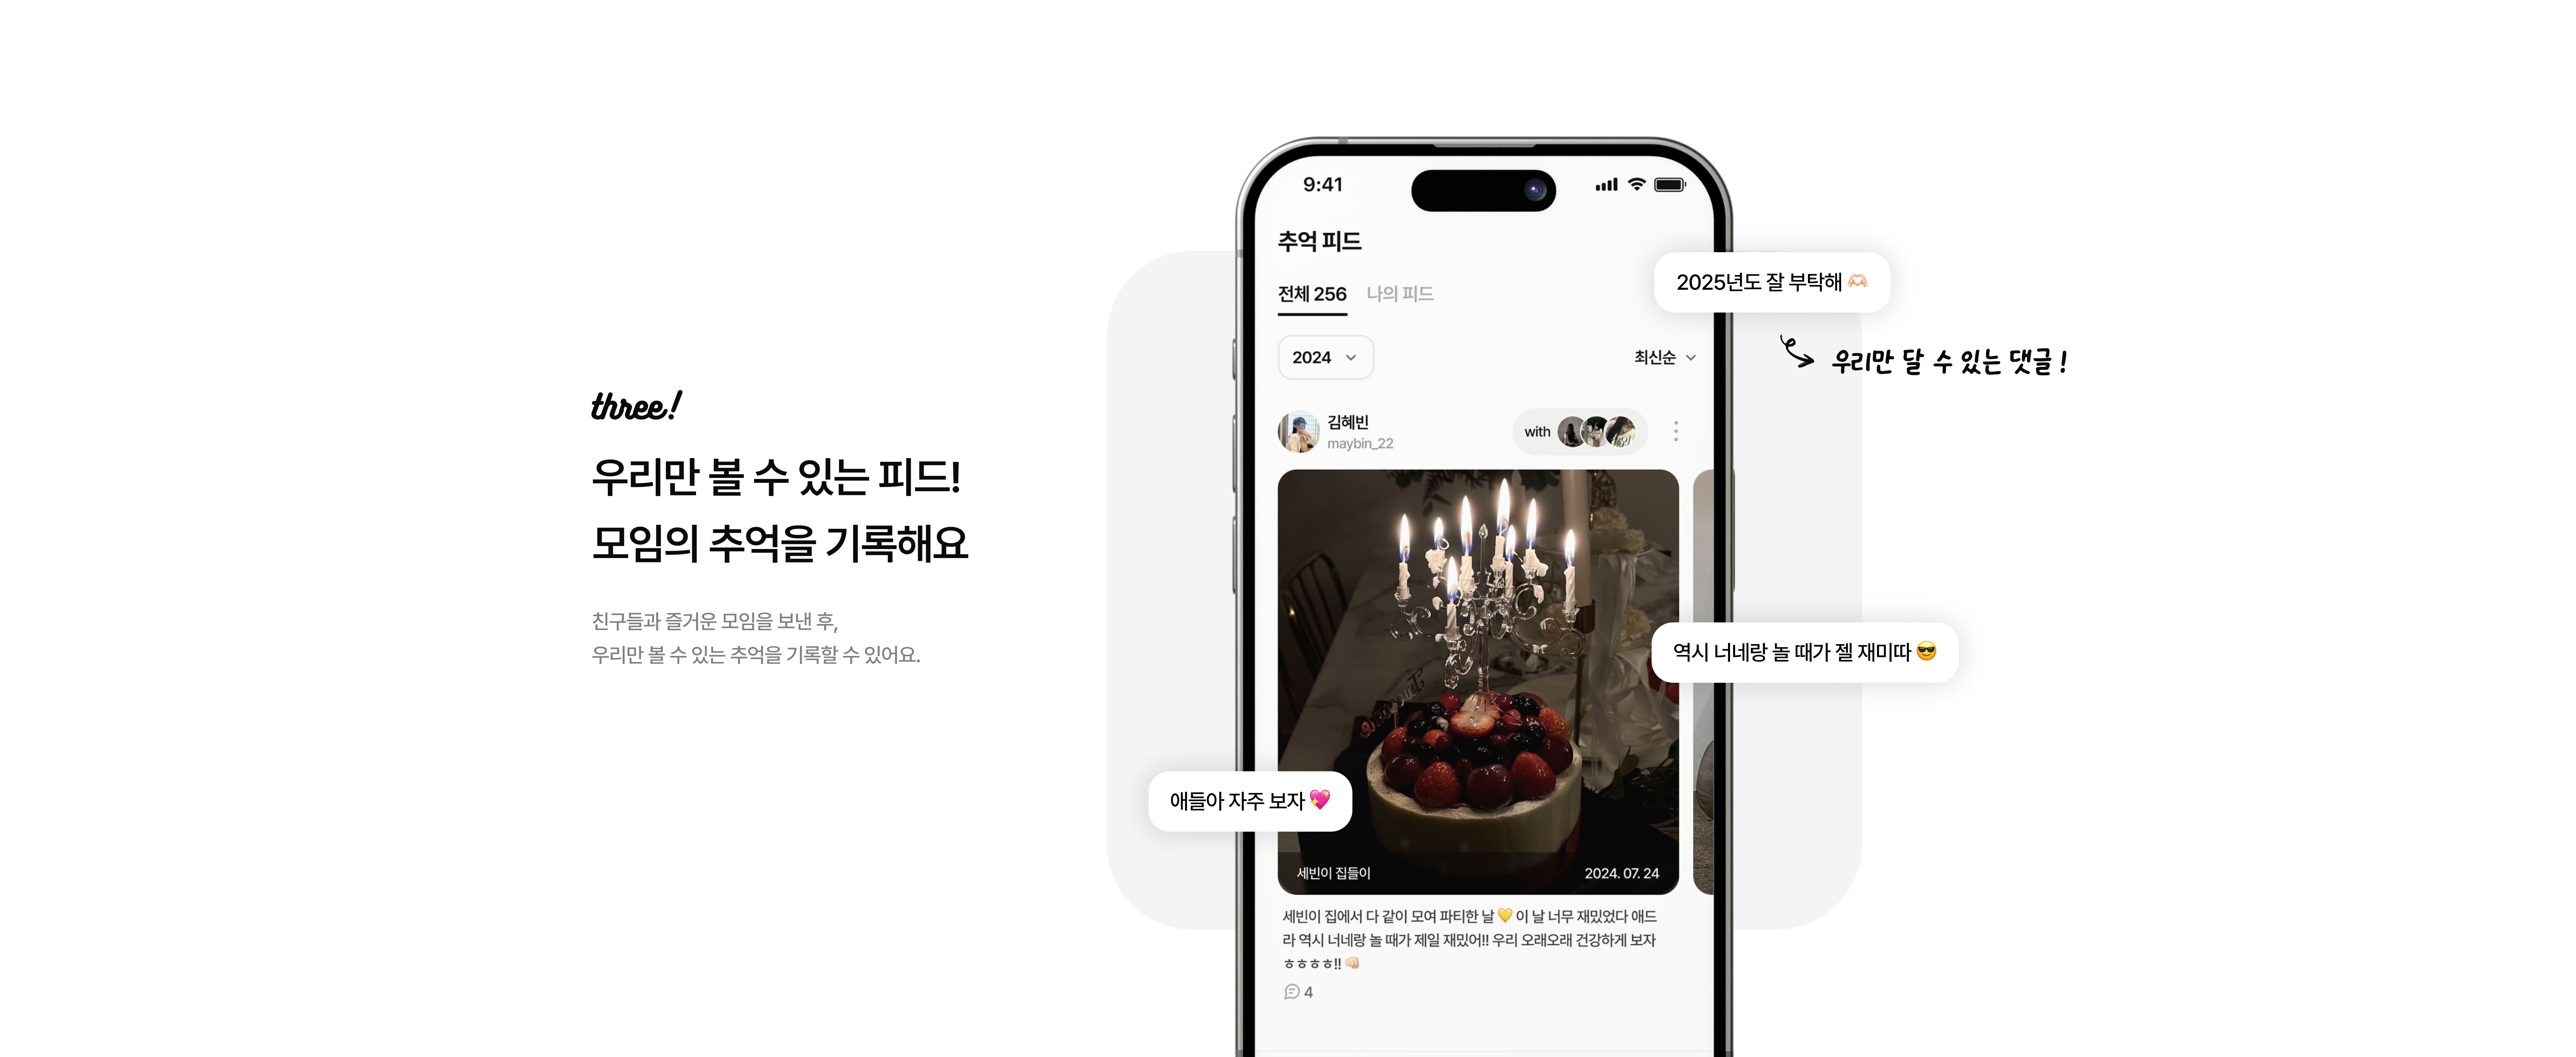 three!
우리만 볼 수 있는 피드!
모임의 추억을 기록해요
친구들과 즐거운 모임을 보낸 후,
우리만 볼 수 있는 추억을 기록할 수 있어요.
9:41
추억 피드
전체 256 나의 피드
2024 최신순
김혜빈
maybin_22
with
세빈이 집들이 2024. 07. 24
세빈이 집에서 다 같이 모여 파티한 날 💛 이 날 너무 재밌었다 애드
라 역시 너네랑 놀 때가 제일 재밌어!! 우리 오래오래 건강하게 보자
ㅎㅎㅎㅎ!! 👊🏻
4
2025년도 잘 부탁해 🫶🏻
우리만 달 수 있는 댓글 !
역시 너네랑 놀 때가 젤 재미따 😎
애들아 자주 보자 💖